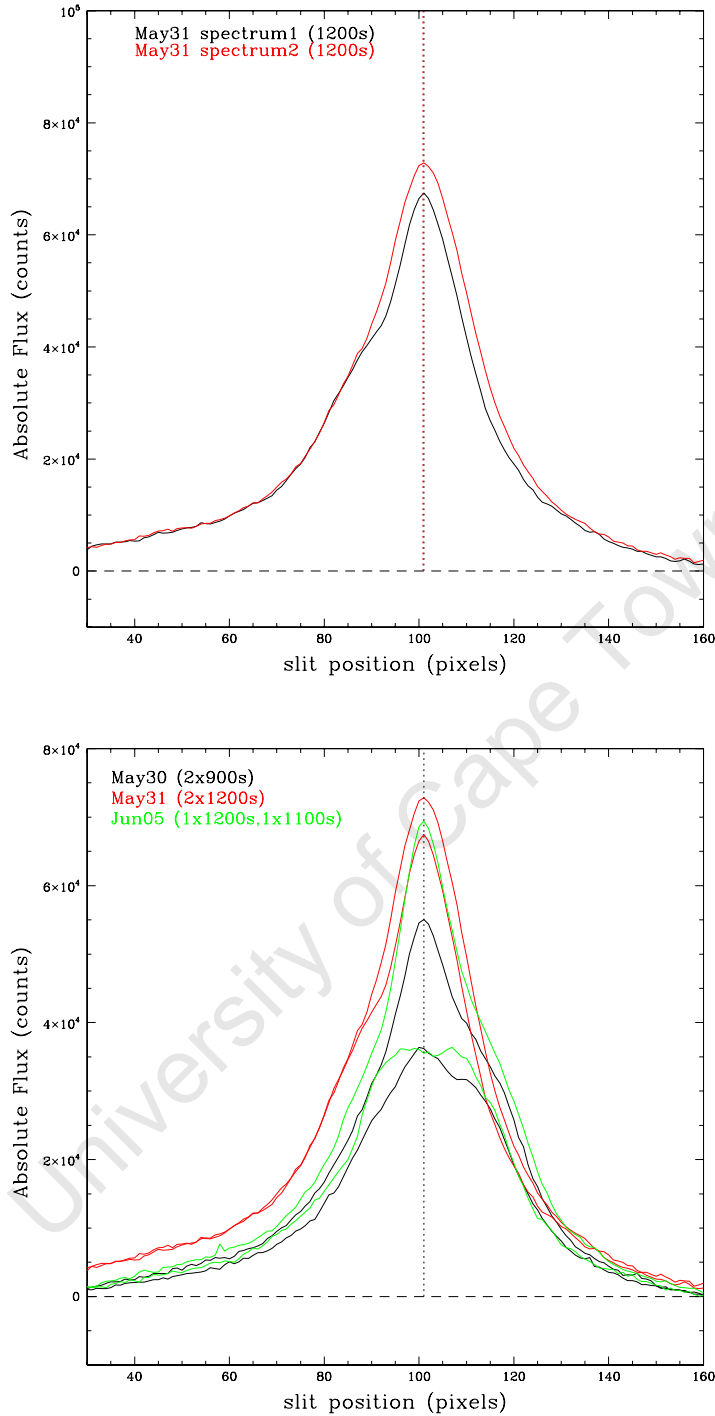 10⁵
May31 spectrum1 (1200s)
May31 spectrum2 (1200s)
8×10⁴
6×10⁴
4×10⁴
2×10⁴
0
Absolute Flux (counts)
40 60 80 100 120 140 160
slit position (pixels)
8×10⁴
May30 (2x900s)
May31 (2x1200s)
Jun05 (1x1200s,1x1100s)
6×10⁴
4×10⁴
2×10⁴
0
Absolute Flux (counts)
40 60 80 100 120 140 160
slit position (pixels)
University of Cape Town